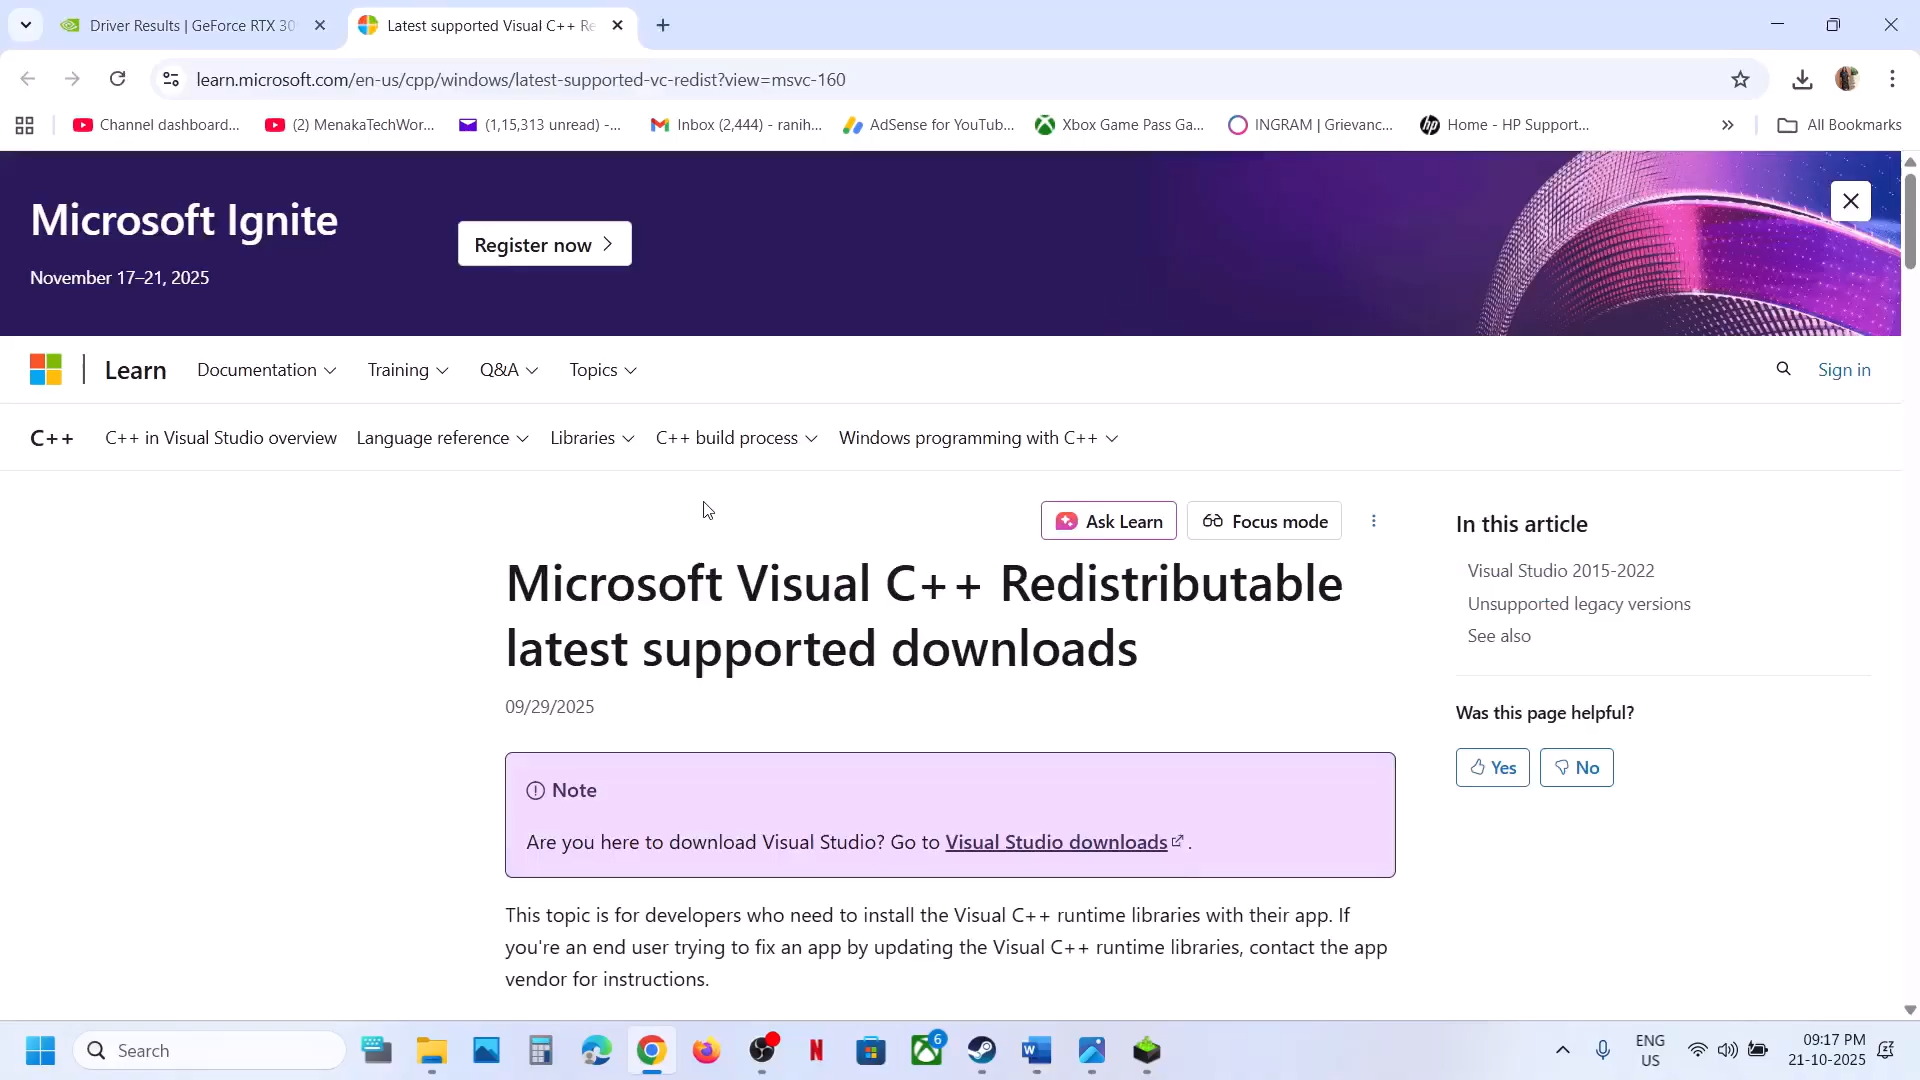 Driver Results | GeForce RTX 30
Latest supported Visual C++ Re
learn.microsoft.com/en-us/cpp/windows/latest-supported-vc-redist?view=msvc-160
Channel dashboard...
(2) MenakaTechWor...
(1,15,313 unread) -...
Inbox (2,444) - ranih...
AdSense for YouTub...
Xbox Game Pass Ga...
INGRAM | Grievanc...
Home - HP Support...
All Bookmarks
Microsoft Ignite
Register now
November 17–21, 2025
Learn
Documentation
Training
Q&A
Topics
Sign in
C++
C++ in Visual Studio overview
Language reference
Libraries
C++ build process
Windows programming with C++
Ask Learn
Focus mode
Microsoft Visual C++ Redistributable
latest supported downloads
09/29/2025
Note
Are you here to download Visual Studio? Go to Visual Studio downloads.
This topic is for developers who need to install the Visual C++ runtime libraries with their app. If
you're an end user trying to fix an app by updating the Visual C++ runtime libraries, contact the app
vendor for instructions.
In this article
Visual Studio 2015-2022
Unsupported legacy versions
See also
Was this page helpful?
Yes
No
Search
6
ENG
US
09:17 PM
21-10-2025